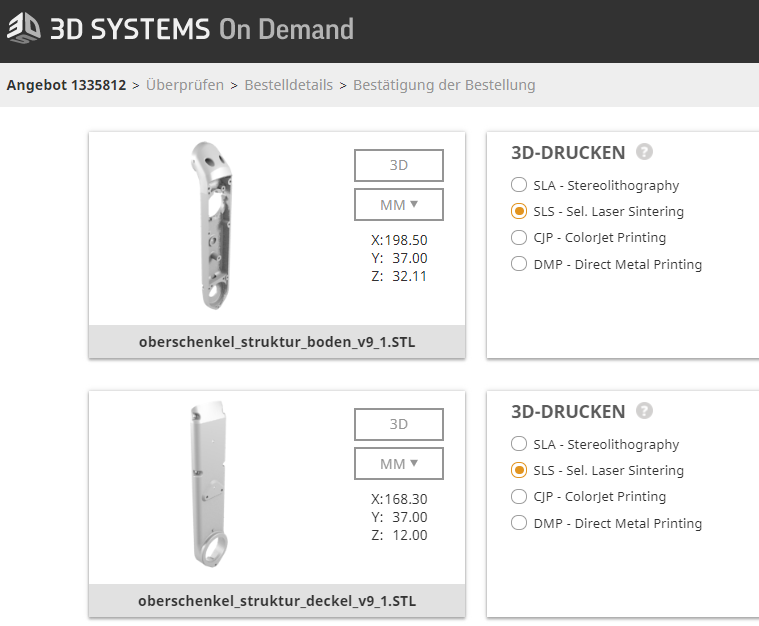 3D SYSTEMS On Demand
Angebot 1335812 > Überprüfen > Bestelldetails > Bestätigung der Bestellung
3D
MM ▼
X:198.50
Y: 37.00
Z: 32.11
oberschenkel_struktur_boden_v9_1.STL
3D-DRUCKEN ?
SLA - Stereolithography
SLS - Sel. Laser Sintering
CJP - ColorJet Printing
DMP - Direct Metal Printing
3D
MM ▼
X:168.30
Y: 37.00
Z: 12.00
oberschenkel_struktur_deckel_v9_1.STL
3D-DRUCKEN ?
SLA - Stereolithography
SLS - Sel. Laser Sintering
CJP - ColorJet Printing
DMP - Direct Metal Printing